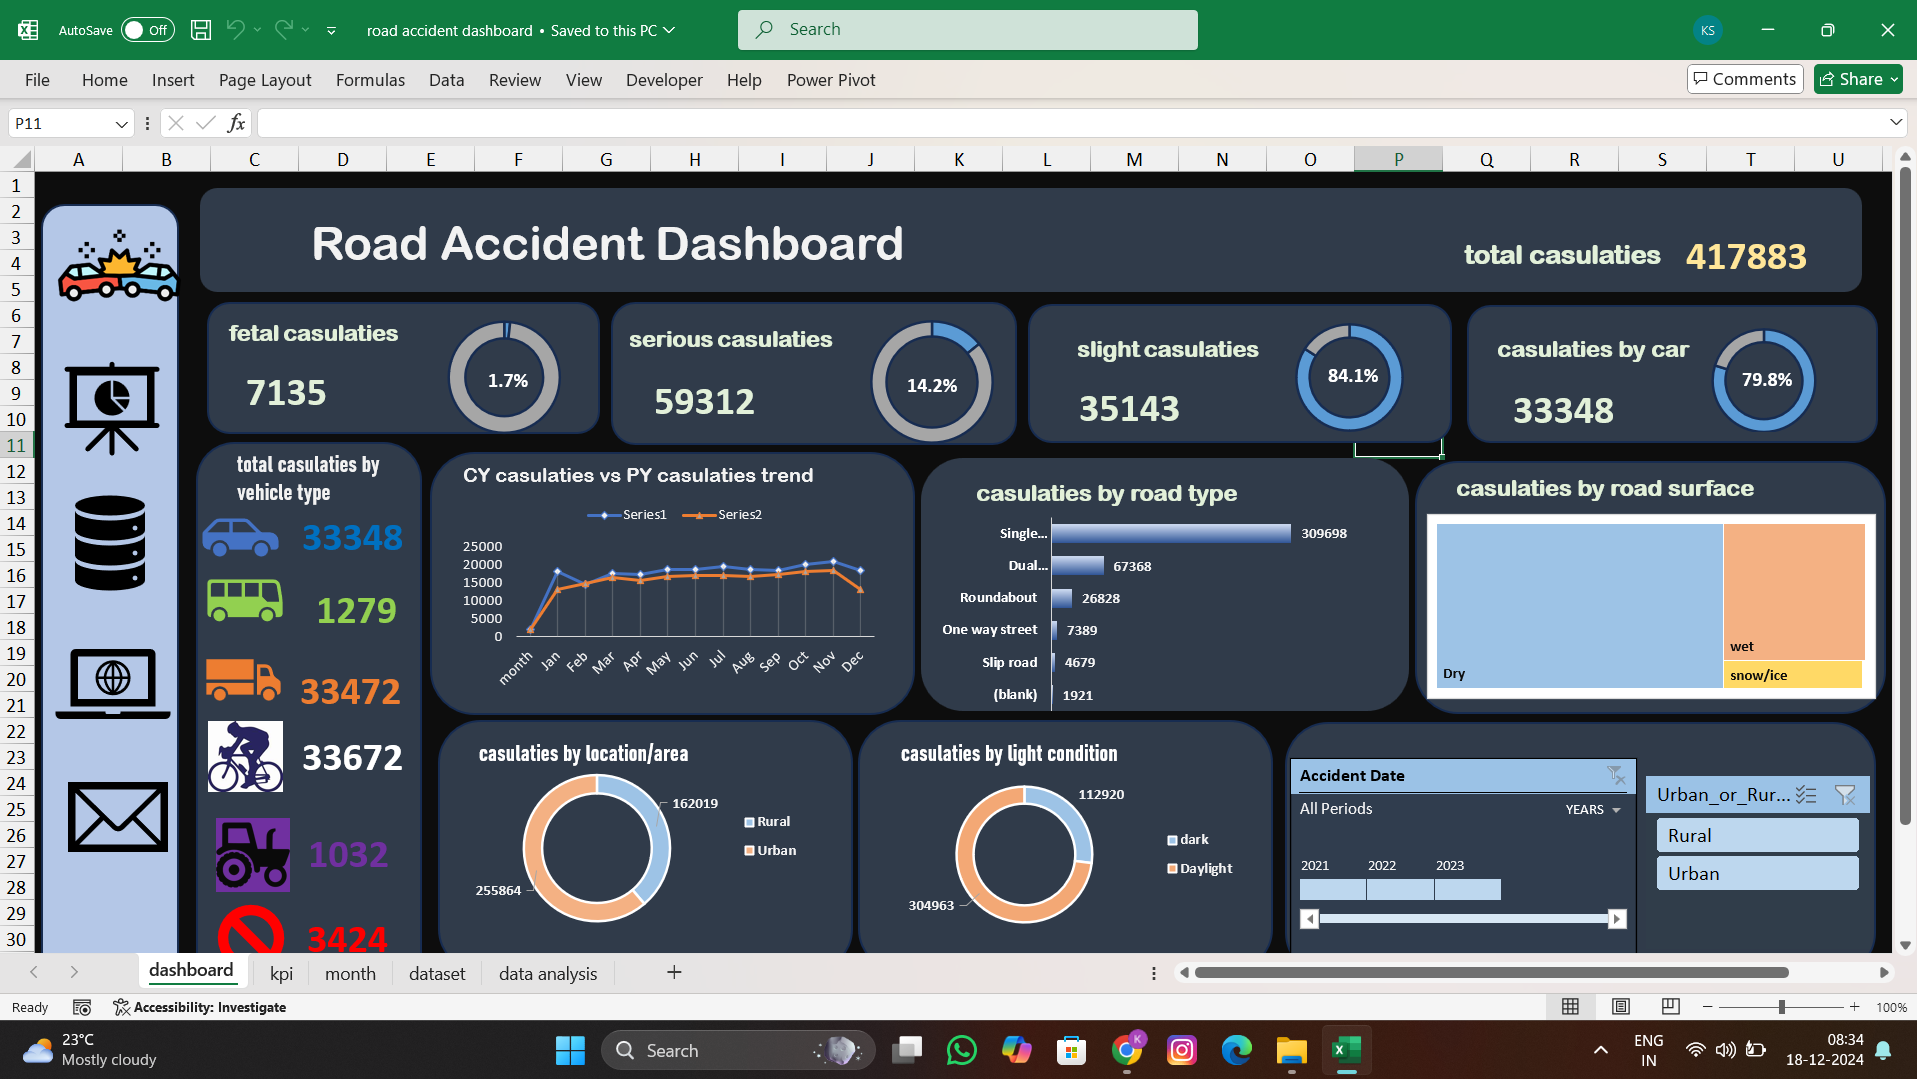 AutoSave Off road accident dashboard • Saved to this PC Search KS
File Home Insert Page Layout Formulas Data Review View Developer Help Power Pivot Comments Share
P11 fx
A B C D E F G H I J K L M N O P Q R S T U
1
2
3
4
5
6
7
8
9
10
11
12
13
14
15
16
17
18
19
20
21
22
23
24
25
26
27
28
29
30
Road Accident Dashboard
total casulaties 417883
fetal casulaties
7135
1.7%
serious casulaties
59312
14.2%
slight casulaties
35143
84.1%
casulaties by car
33348
79.8%
total casulaties by
vehicle type
33348
1279
33472
33672
1032
3424
CY casulaties vs PY casulaties trend
Series1 Series2
25000
20000
15000
10000
5000
0
month Jan Feb Mar Apr May Jun Jul Aug Sep Oct Nov Dec
casulaties by road type
Single... 309698
Dual... 67368
Roundabout 26828
One way street 7389
Slip road 4679
(blank) 1921
casulaties by road surface
Dry
wet
snow/ice
casulaties by location/area
162019
255864
Rural
Urban
casulaties by light condition
112920
304963
dark
Daylight
Accident Date
All Periods YEARS
2021 2022 2023
Urban_or_Rur...
Rural
Urban
dashboard kpi month dataset data analysis
Ready Accessibility: Investigate 100%
23°C
Mostly cloudy
Search
K
ENG
IN
08:34
18-12-2024